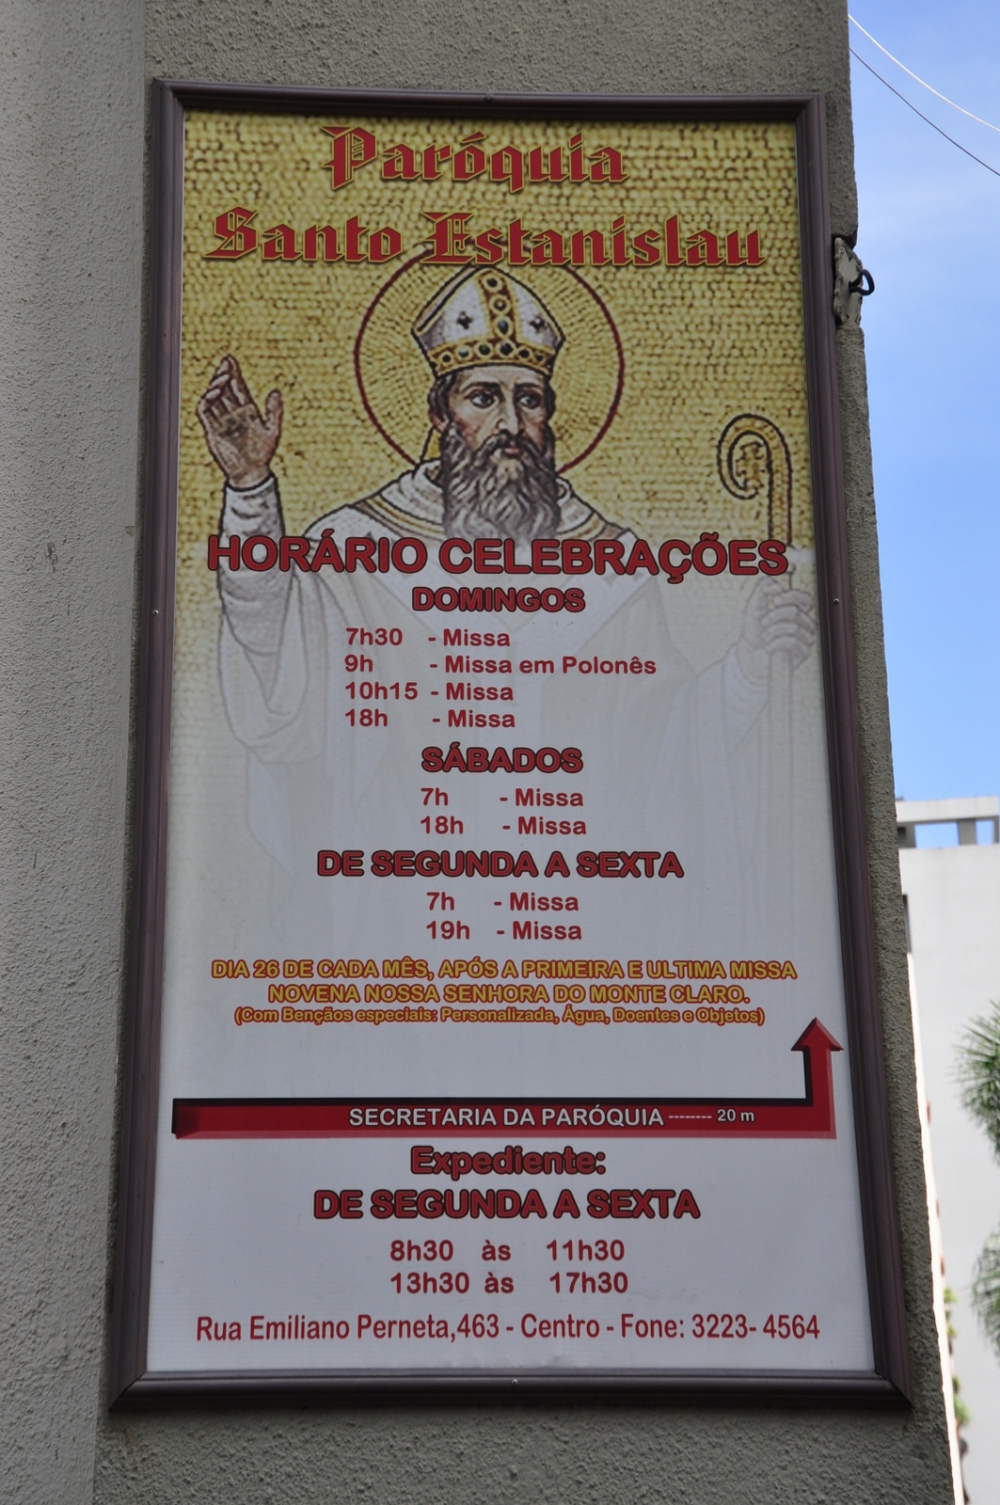 Paróquia
Santo Estanislau
HORÁRIO CELEBRAÇÕES
DOMINGOS
7h30 - Missa
9h - Missa em Polonês
10h15 - Missa
18h - Missa
SÁBADOS
7h - Missa
18h - Missa
DE SEGUNDA A SEXTA
7h - Missa
19h - Missa
DIA 26 DE CADA MÊS, APÓS A PRIMEIRA E ULTIMA MISSA
NOVENA NOSSA SENHORA DO MONTE CLARO.
(Com Bençãos especiais: Personalizada, Água, Doentes e Objetos)
SECRETARIA DA PARÓQUIA -------- 20 m
Expediente:
DE SEGUNDA A SEXTA
8h30 às 11h30
13h30 às 17h30
Rua Emiliano Perneta,463 - Centro - Fone: 3223- 4564